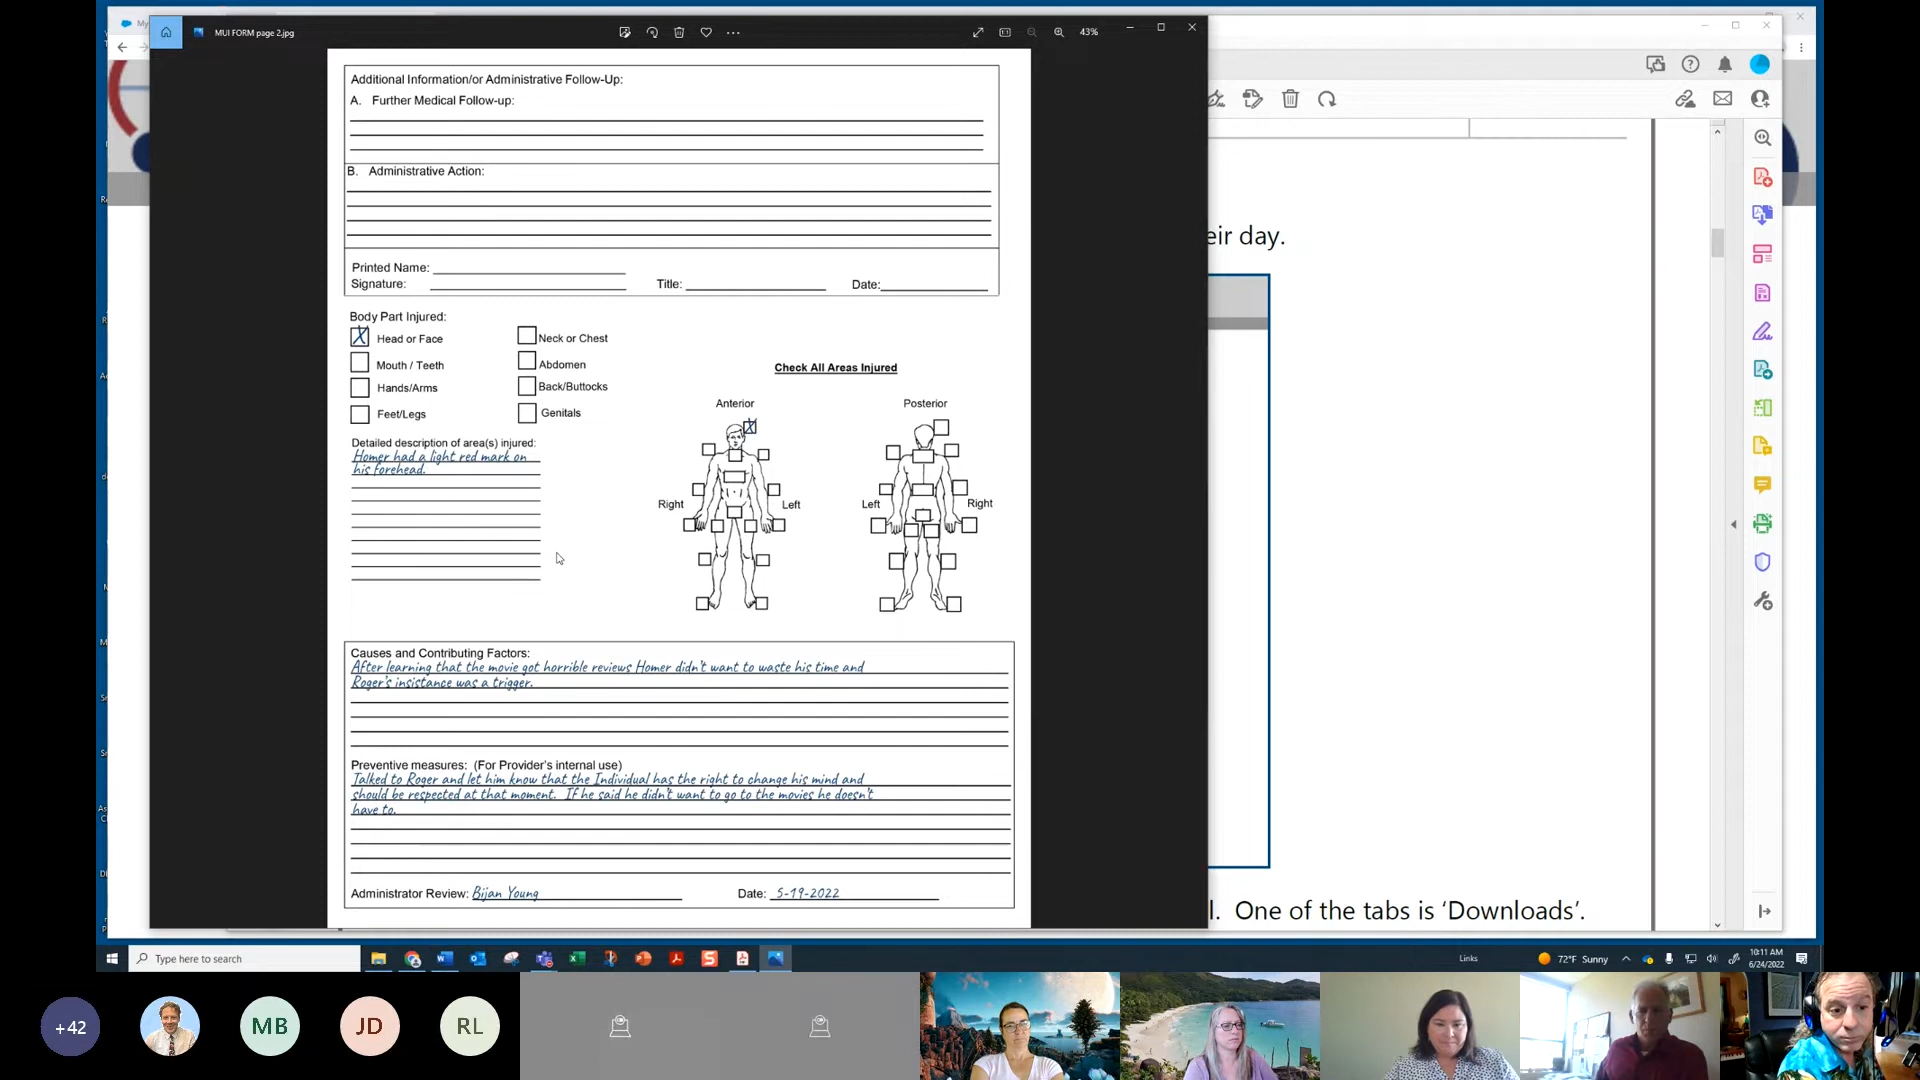 My
MUI FORM page 2.jpg
43%
Additional Information/or Administrative Follow-Up:
A. Further Medical Follow-up:
B. Administrative Action:
Printed Name:
Signature:
Title:
Date:
Body Part Injured:
X Head or Face
Neck or Chest
Mouth / Teeth
Abdomen
Hands/Arms
Back/Buttocks
Feet/Legs
Genitals
Check All Areas Injured
Anterior
Posterior
X
Right
Left
Left
Right
Detailed description of area(s) injured:
Homer had a light red mark on
his forehead.
Causes and Contributing Factors:
After learning that the movie got horrible reviews Homer didn't want to waste his time and
Roger's insistance was a trigger.
Preventive measures: (For Provider's internal use)
Talked to Roger and let him know that the Individual has the right to change his mind and
should be respected at that moment. If he said he didn't want to go to the movies he doesn't
have to.
Administrator Review: Bijan Young
Date: 5-19-2022
eir day.
l. One of the tabs is 'Downloads'.
Type here to search
Links
72°F Sunny
10:11 AM
6/24/2022
+42
MB
JD
RL